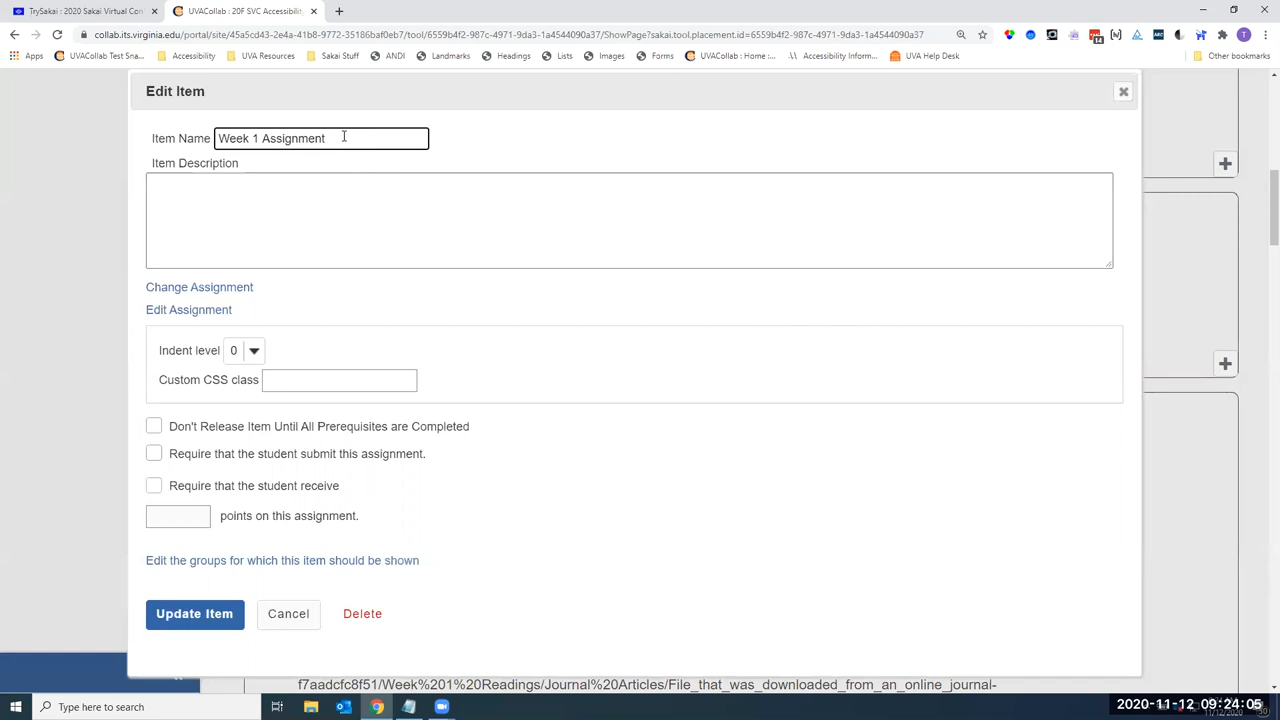 TrySakai : 2020 Sakai Virtual Con
UVACollab : 20F SVC Accessibility
collab.its.virginia.edu/portal/site/45a5cd43-2e4a-41b9-9772-35186baf0eb7/tool/6559b4f2-987c-4971-9da3-1a4544090a37/ShowPage?sakai.tool.placement.id=6559b4f2-987c-4971-9da3-1a4544090a37
14
T
Apps
UVACollab Test Sna...
Accessibility
UVA Resources
Sakai Stuff
ANDI
Landmarks
Headings
Lists
Images
Forms
UVACollab : Home :...
Accessibility Inform...
UVA Help Desk
Other bookmarks
Edit Item
Item Name Week 1 Assignment
Item Description
Change Assignment
Edit Assignment
Indent level 0
Custom CSS class
Don't Release Item Until All Prerequisites are Completed
Require that the student submit this assignment.
Require that the student receive
points on this assignment.
Edit the groups for which this item should be shown
Update Item Cancel Delete
f7aadcfc8f51/Week%201%20Readings/Journal%20Articles/File_that_was_downloaded_from_an_online_journal-
Type here to search
2020-11-12 09:24:05